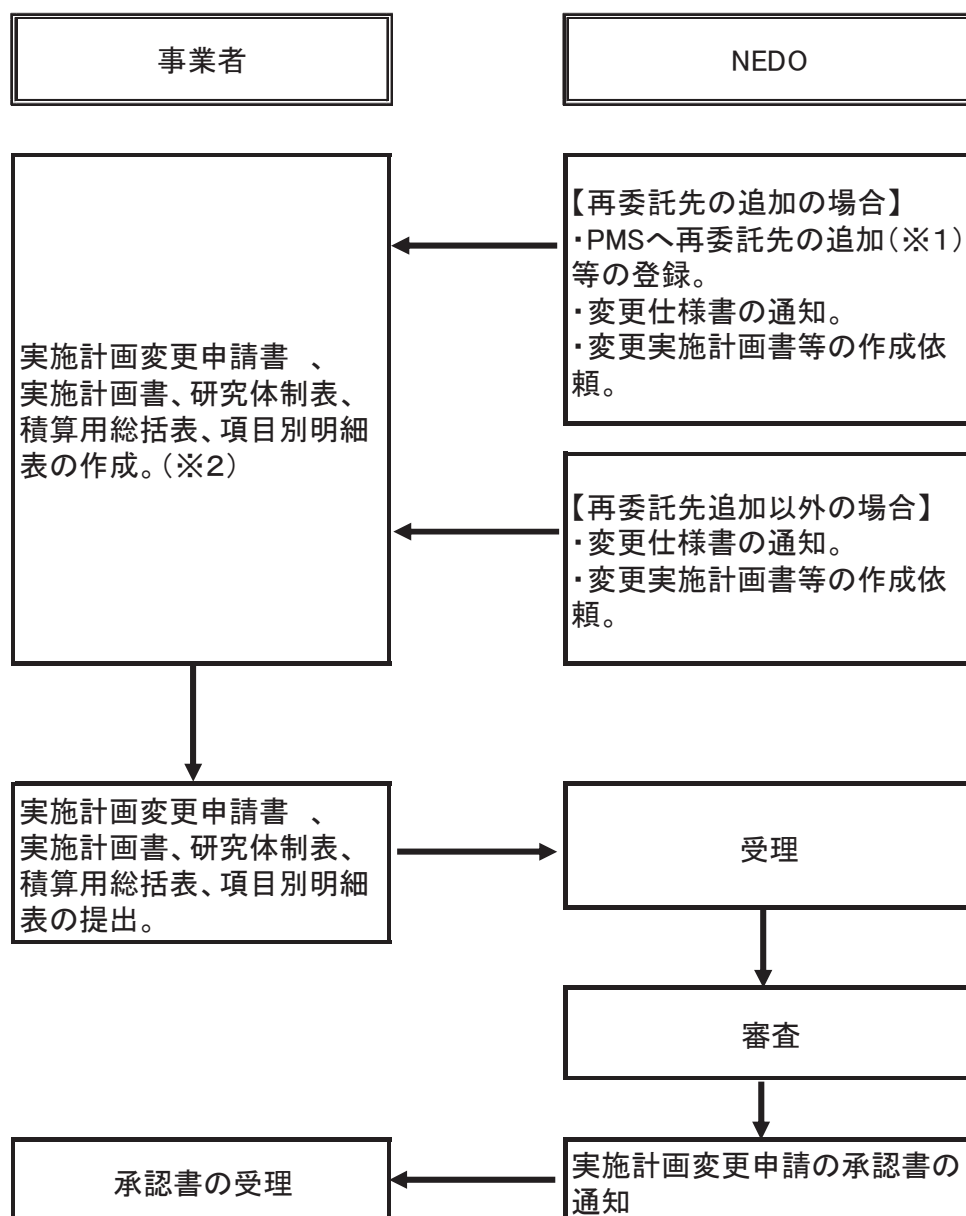 事業者
NEDO
【再委託先の追加の場合】
・PMSへ再委託先の追加(※1)
等の登録。
・変更仕様書の通知。
・変更実施計画書等の作成依
頼。
実施計画変更申請書 、
実施計画書、研究体制表、
積算用総括表、項目別明細
表の作成。(※2)
【再委託先追加以外の場合】
・変更仕様書の通知。
・変更実施計画書等の作成依
頼。
実施計画変更申請書 、
実施計画書、研究体制表、
積算用総括表、項目別明細
表の提出。
受理
審査
実施計画変更申請の承認書の
通知
承認書の受理